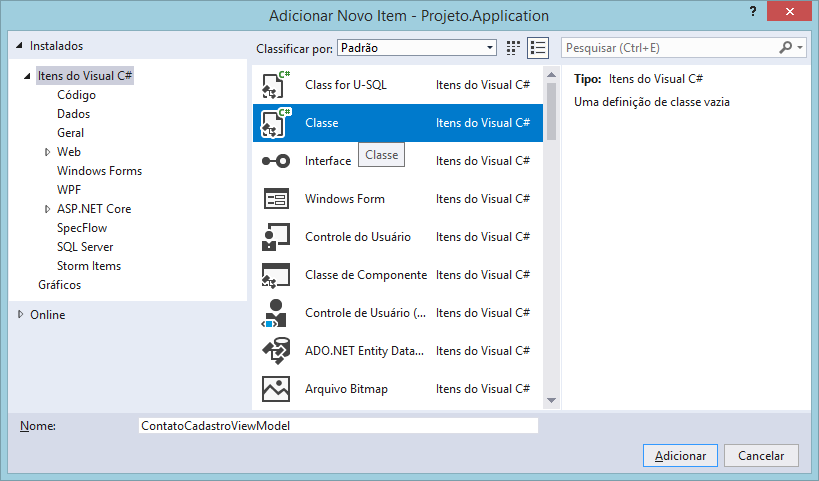 Adicionar Novo Item - Projeto.Application
Instalados
Classificar por: Padrão
Pesquisar (Ctrl+E)
Itens do Visual C#
Código
Dados
Geral
Web
Windows Forms
WPF
ASP.NET Core
SpecFlow
SQL Server
Storm Items
Gráficos
Online
Class for U-SQL Itens do Visual C#
Classe Itens do Visual C#
Interface Itens do Visual C#
Classe
Windows Form Itens do Visual C#
Controle do Usuário Itens do Visual C#
Classe de Componente Itens do Visual C#
Controle de Usuário (... Itens do Visual C#
ADO.NET Entity Data... Itens do Visual C#
Arquivo Bitmap Itens do Visual C#
Tipo: Itens do Visual C#
Uma definição de classe vazia
Nome: ContatoCadastroViewModel
Adicionar Cancelar